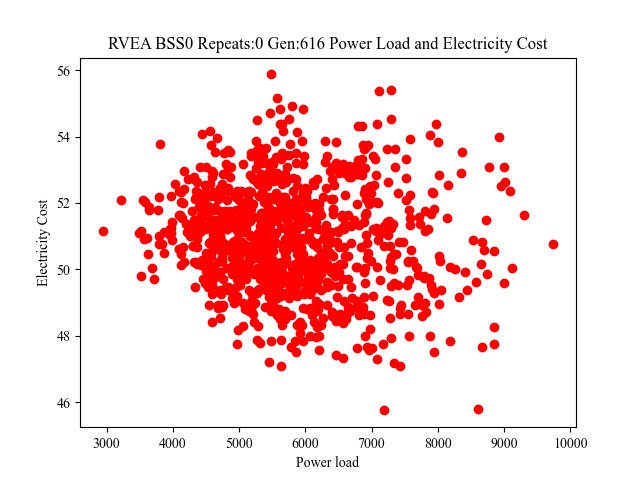 RVEA BSS0 Repeats:0 Gen:616 Power Load and Electricity Cost
56
54
52
50
48
46
Electricity Cost
3000 4000 5000 6000 7000 8000 9000 10000
Power load